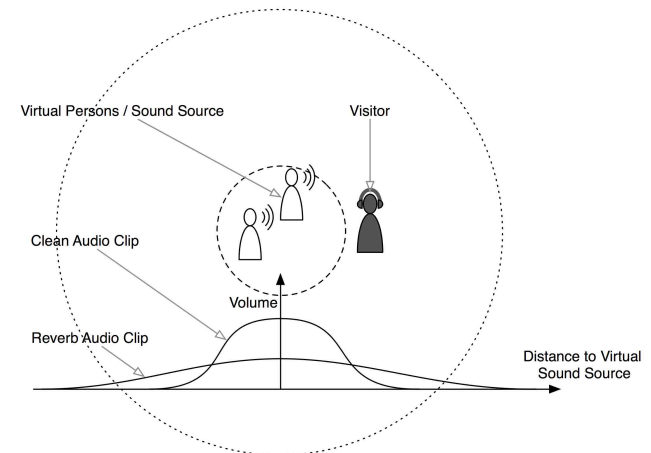 Virtual Persons / Sound Source
Visitor
Clean Audio Clip
Volume
Reverb Audio Clip
Distance to Virtual
Sound Source